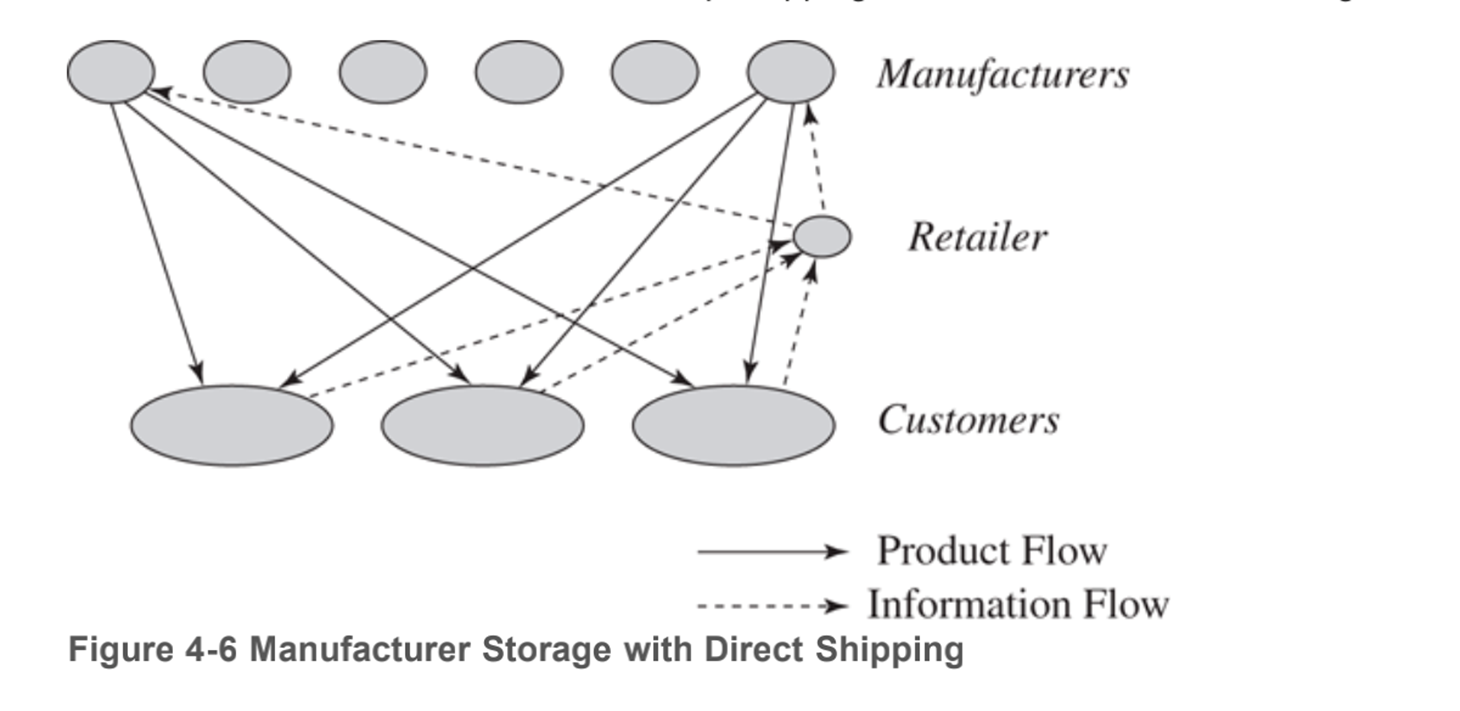 Manufacturers
Retailer
Customers
Product Flow
Information Flow
Figure 4-6 Manufacturer Storage with Direct Shipping